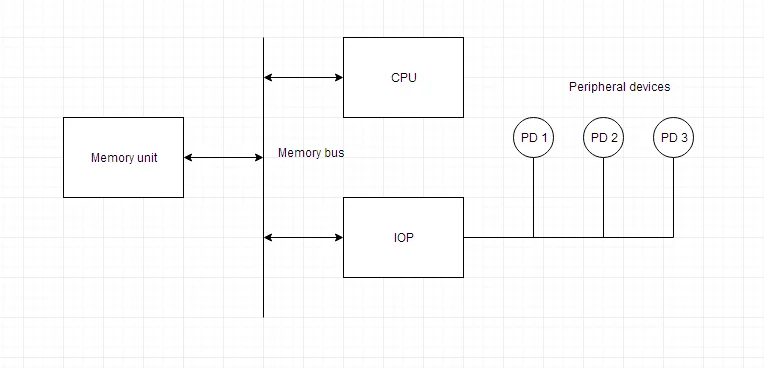 CPU
Peripheral devices
PD 1
PD 2
PD 3
Memory unit
Memory bus
IOP